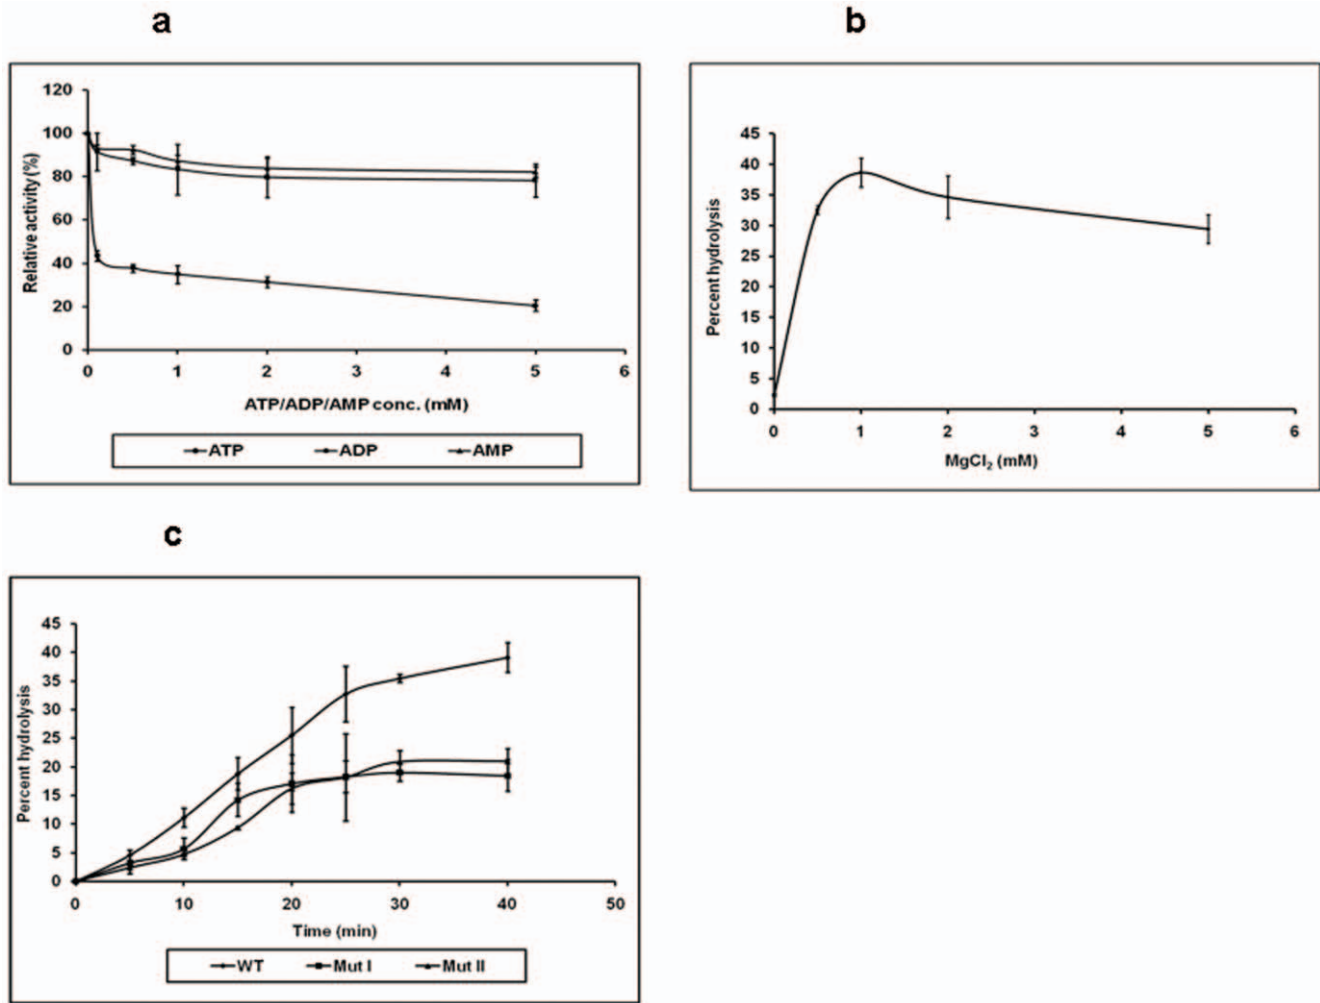 a
120
100
80
60
40
20
0
Relative activity (%)
0 1 2 3 4 5 6
ATP/ADP/AMP conc. (mM)
ATP ADP AMP
b
45
40
35
30
25
20
15
10
5
0
Percent hydrolysis
0 1 2 3 4 5 6
MgCl₂ (mM)
c
45
40
35
30
25
20
15
10
5
0
Percent hydrolysis
0 10 20 30 40 50
Time (min)
WT Mut I Mut II